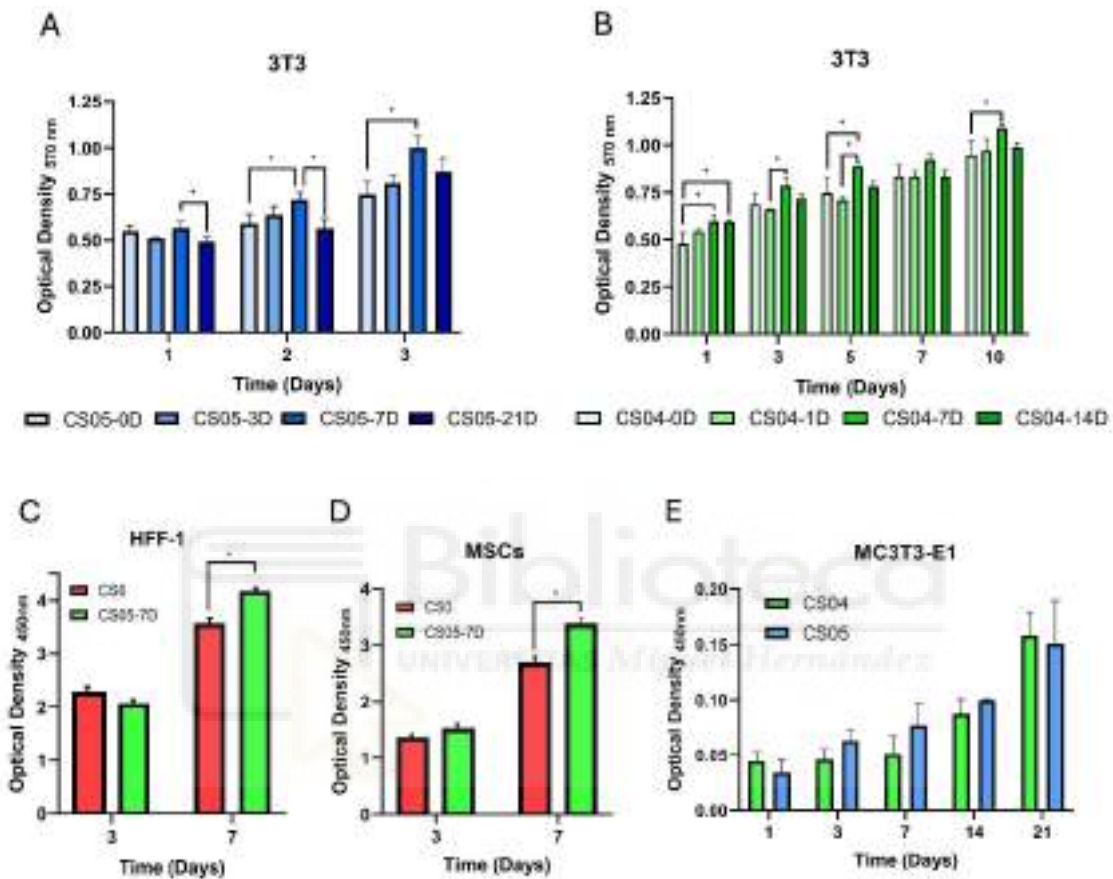 A
3T3
Optical Density 570 nm
1.25
1.00
0.75
0.50
0.25
0.00
*
*
*
*
1
2
3
Time (Days)
CS05-0D CS05-3D CS05-7D CS05-21D
B
3T3
Optical Density 570 nm
1.25
1.00
0.75
0.50
0.25
0.00
*
*
*
*
*
*
1
3
5
7
10
Time (Days)
CS04-0D CS04-1D CS04-7D CS04-14D
C
HFF-1
Optical Density 450nm
4
3
2
1
0
CS0
CS05-7D
*
3
7
Time (Days)
D
MSCs
Optical Density 450nm
4
3
2
1
0
CS0
CS05-7D
*
3
7
Time (Days)
E
MC3T3-E1
Optical Density 450nm
0.20
0.15
0.10
0.05
0.00
CS04
CS05
1
3
7
14
21
Time (Days)
Biblioteca
UNIVERSITAS Miguel Hernández